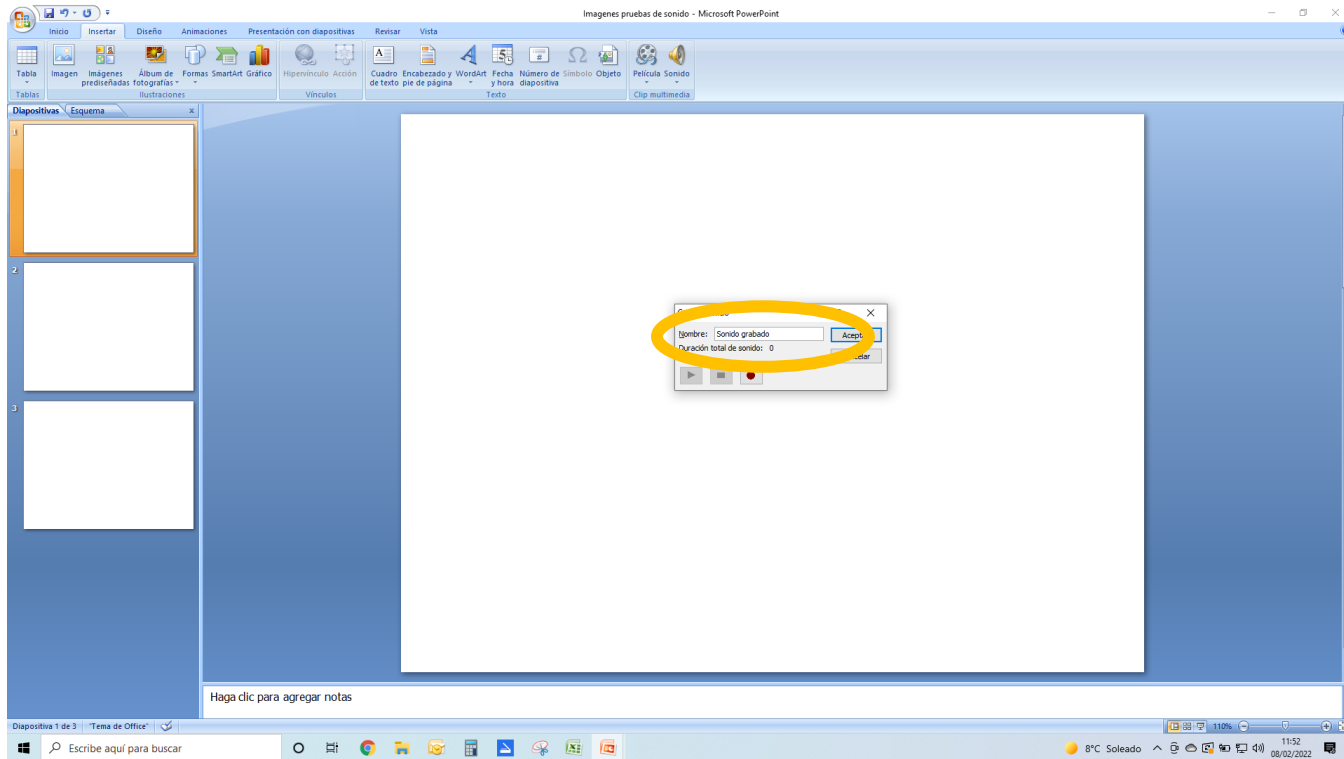 Imagenes pruebas de sonido - Microsoft PowerPoint
Inicio Insertar Diseño Animaciones Presentación con diapositivas Revisar Vista
Tabla Imagen Imágenes prediseñadas Álbum de fotografías Formas SmartArt Gráfico Hipervínculo Acción Cuadro de texto Encabezado y pie de página WordArt Fecha y hora Número de diapositiva Símbolo Objeto Película Sonido
Tablas Ilustraciones Vínculos Texto Clip multimedia
Diapositivas Esquema x
1
2
3
Nombre: Sonido grabado
Duración total de sonido: 0
Haga clic para agregar notas
Diapositiva 1 de 3 "Tema de Office" 110%
Escribe aquí para buscar 8°C Soleado 11:52
08/02/2022